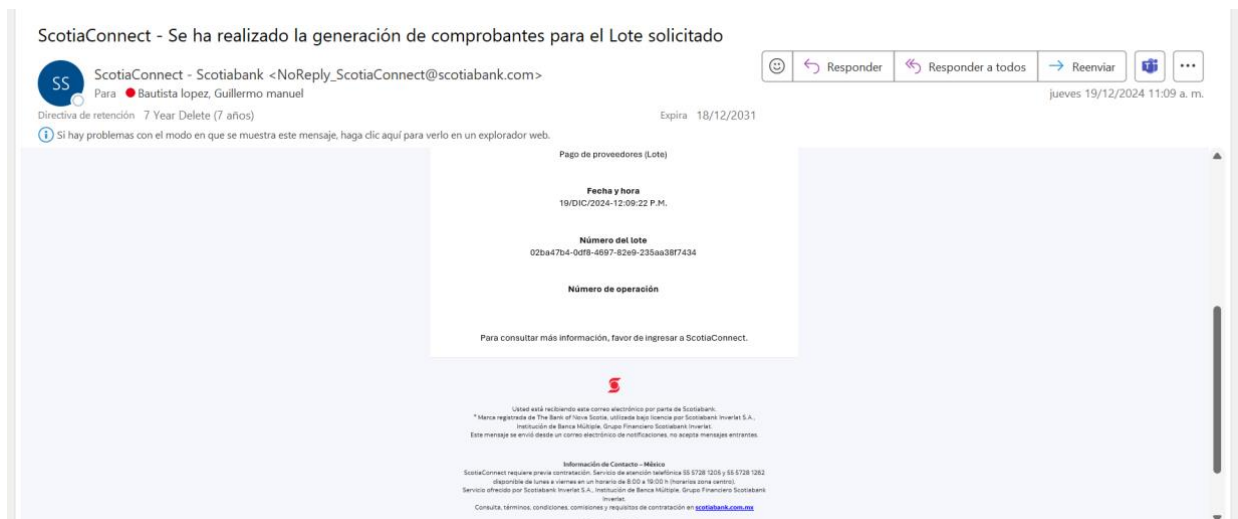 ScotiaConnect - Se ha realizado la generación de comprobantes para el Lote solicitado
SS
ScotiaConnect - Scotiabank <NoReply_ScotiaConnect@scotiabank.com>
Para Bautista lopez, Guillermo manuel
Responder
Responder a todos
Reenviar
jueves 19/12/2024 11:09 a. m.
Directiva de retención 7 Year Delete (7 años)
Expira 18/12/2031
Si hay problemas con el modo en que se muestra este mensaje, haga clic aquí para verlo en un explorador web.
Pago de proveedores (Lote)
Fecha y hora
19/DIC/2024-12:09:22 P.M.
Número del lote
02ba47b4-0df8-4697-82e9-235aa38f7434
Número de operación
Para consultar más información, favor de ingresar a ScotiaConnect.
Usted está recibiendo este correo electrónico por parte de Scotiabank.
* Marca registrada de The Bank of Nova Scotia, utilizada bajo licencia por Scotiabank Inverlat S.A.,
Institución de Banca Múltiple, Grupo Financiero Scotiabank Inverlat.
Este mensaje se envió desde un correo electrónico de notificaciones, no acepta mensajes entrantes.
Información de Contacto – México
ScotiaConnect requiere previa contratación. Servicio de atención telefónica 55 5728 1205 y 55 5728 1262
disponible de lunes a viernes en un horario de 8:00 a 19:00 h (horarios zona centro).
Servicio ofrecido por Scotiabank Inverlat S.A., Institución de Banca Múltiple, Grupo Financiero Scotiabank
Inverlat.
Consulta, términos, condiciones, comisiones y requisitos de contratación en scotiabank.com.mx